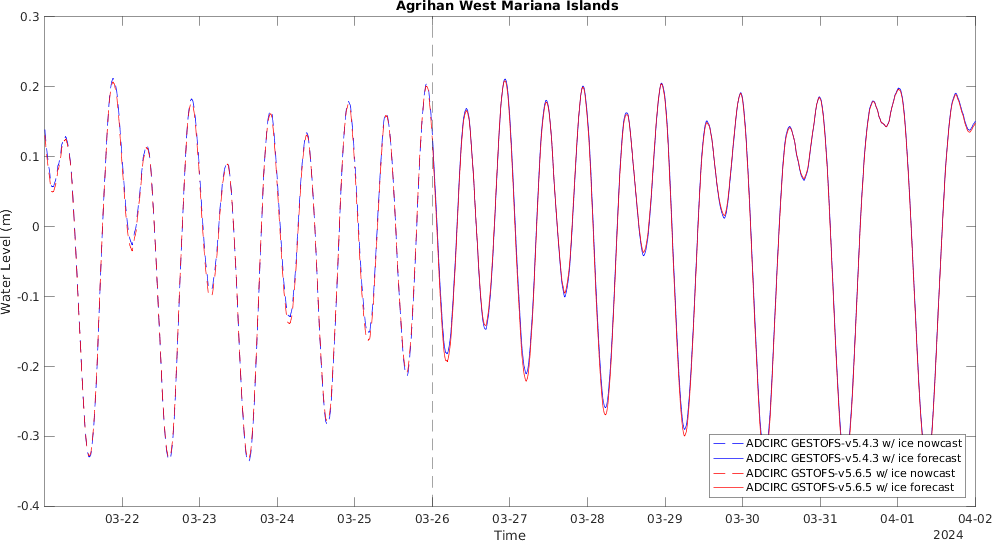 Agrihan West Mariana Islands
0.3
0.2
0.1
0
-0.1
-0.2
-0.3
-0.4
Water Level (m)
ADCIRC GESTOFS-v5.4.3 w/ ice nowcast
ADCIRC GESTOFS-v5.4.3 w/ ice forecast
ADCIRC GSTOFS-v5.6.5 w/ ice nowcast
ADCIRC GSTOFS-v5.6.5 w/ ice forecast
03-22 03-23 03-24 03-25 03-26 03-27 03-28 03-29 03-30 03-31 04-01 04-02
Time
2024